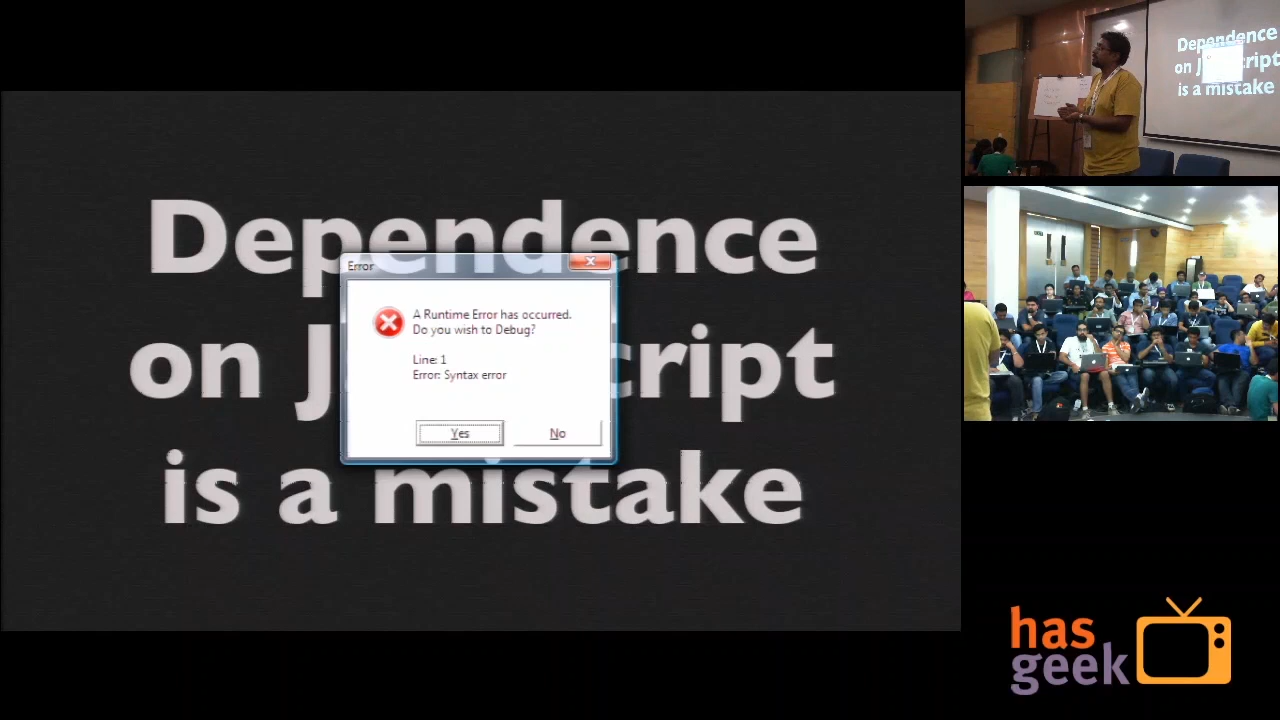 Dependence
on J cript
is a mistake
Error
A Runtime Error has occurred.
Do you wish to Debug?
Line: 1
Error: Syntax error
Yes
No
Dependence
on J cript
is a mistake
has
geek